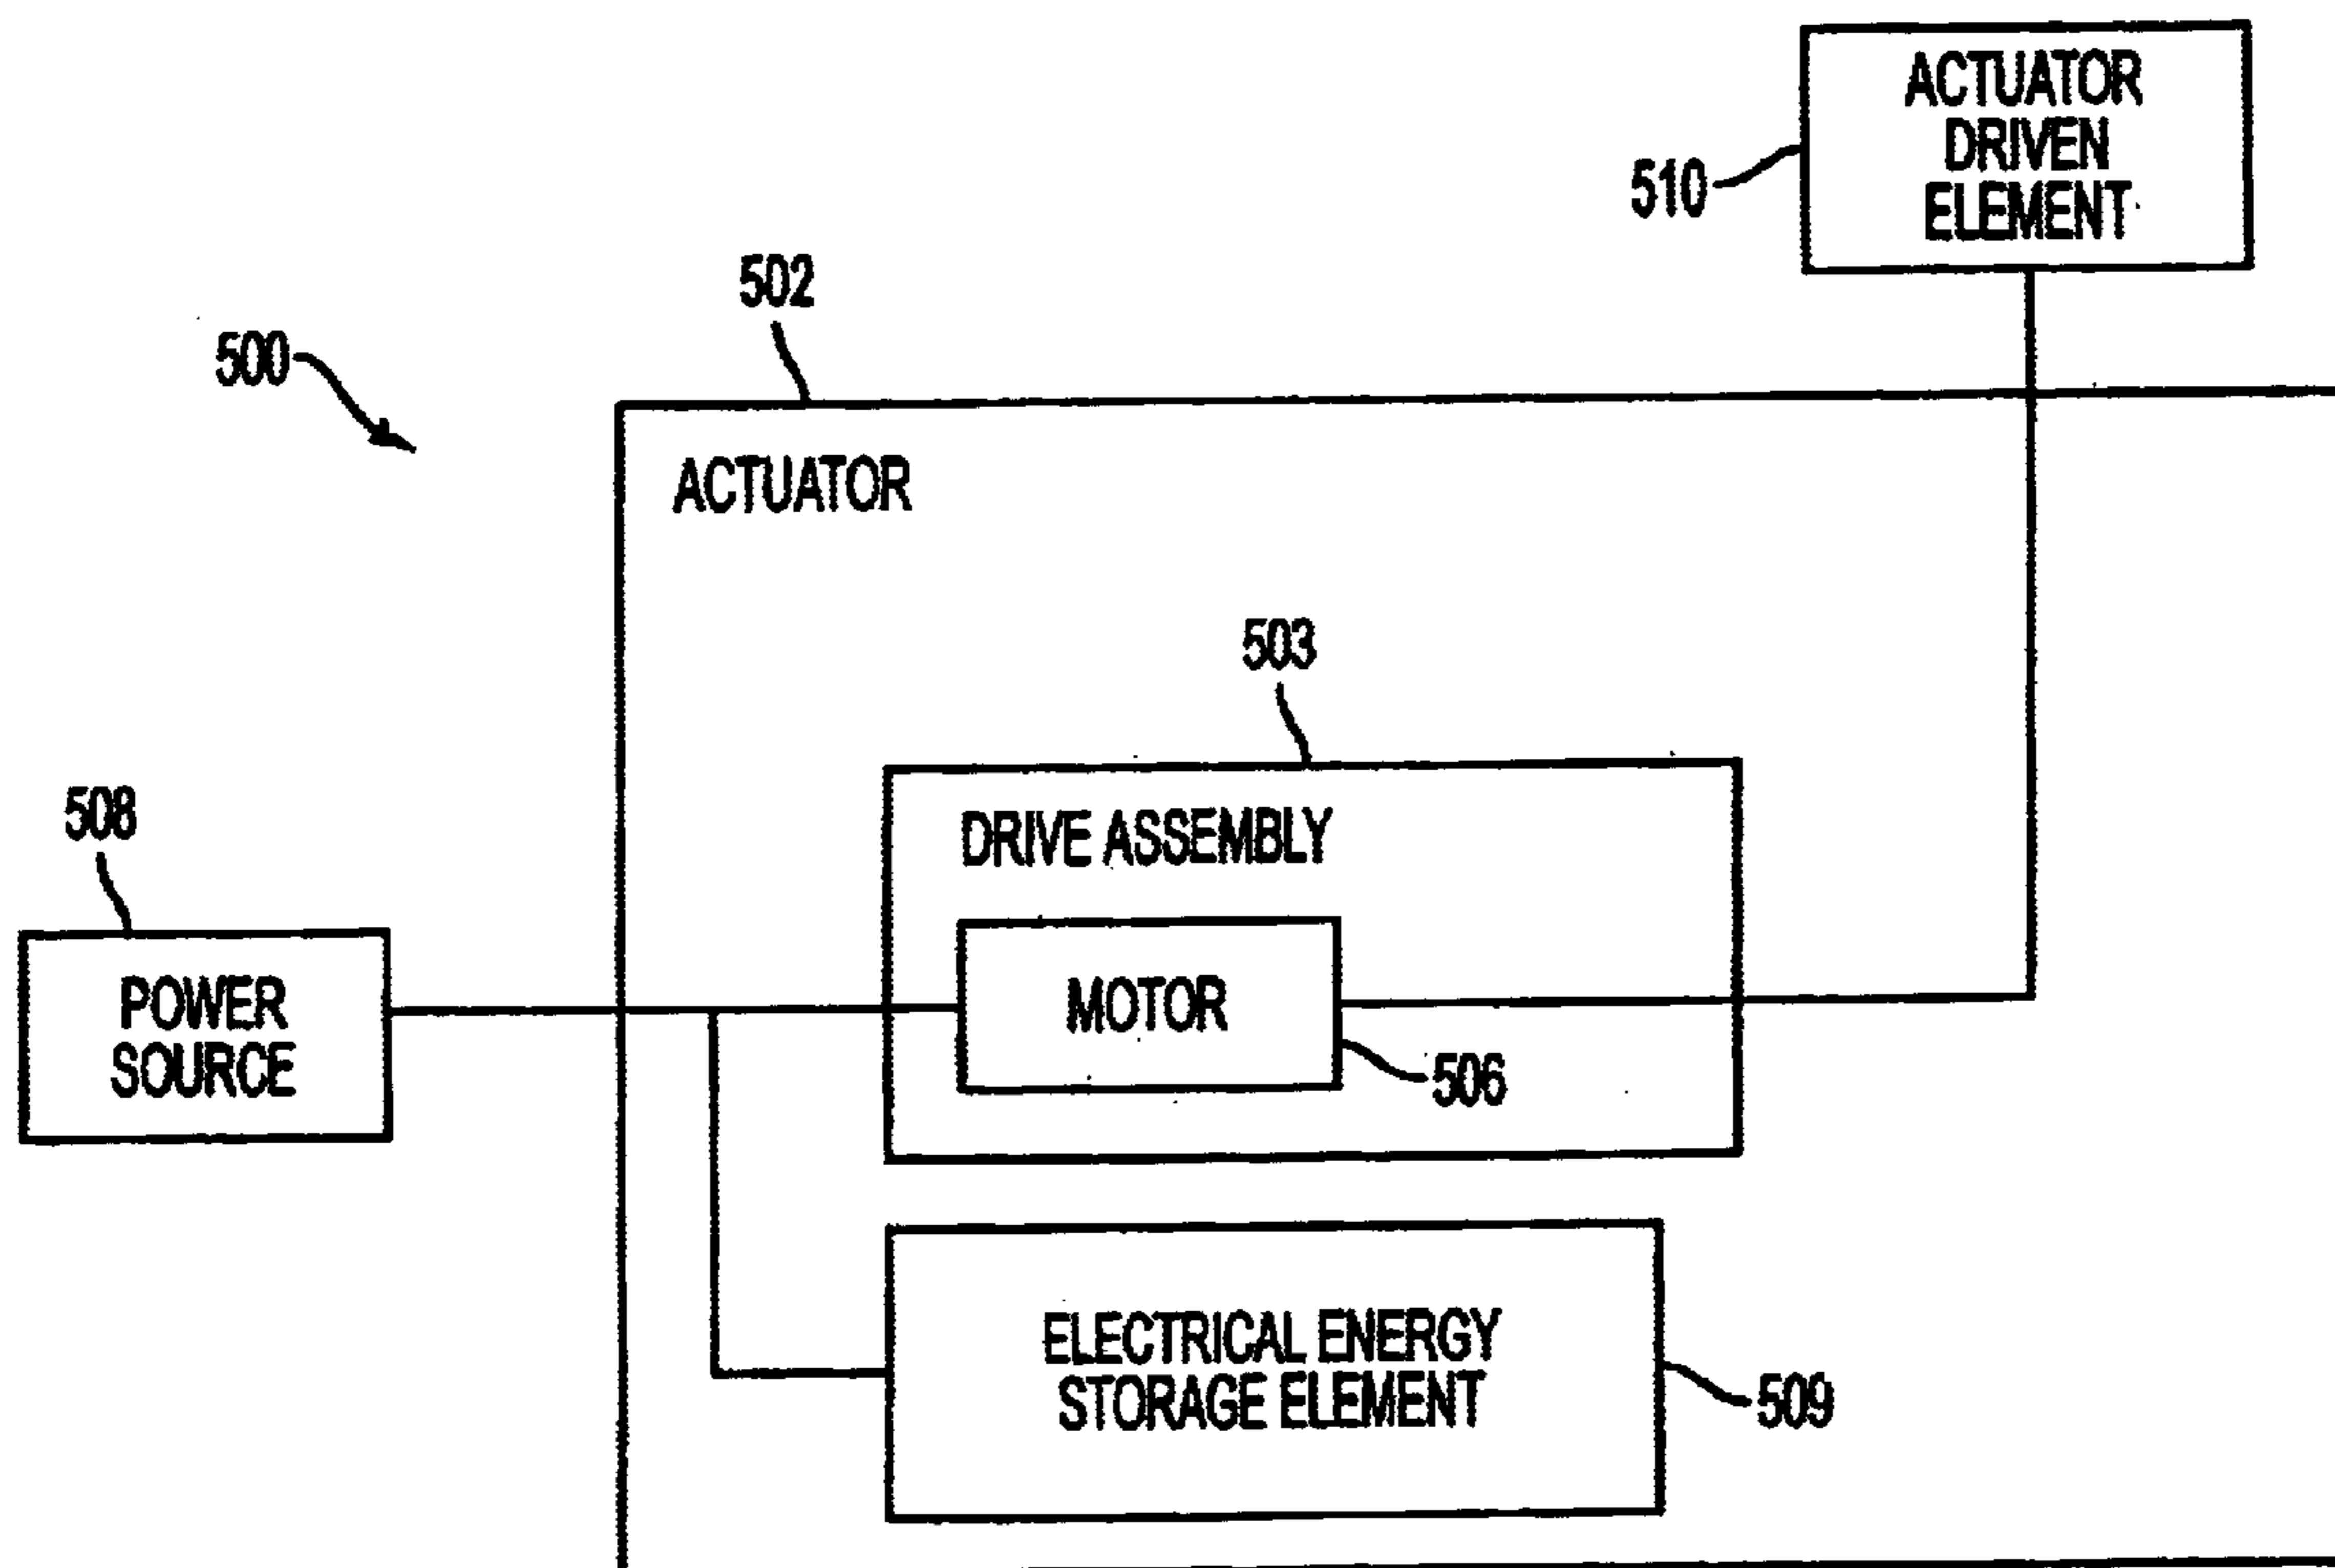 ACTUATOR
DRIVEN
ELEMENT
510
502
500
ACTUATOR
503
508
DRIVE ASSEMBLY
POWER
SOURCE
MOTOR
506
ELECTRICAL ENERGY
STORAGE ELEMENT
509